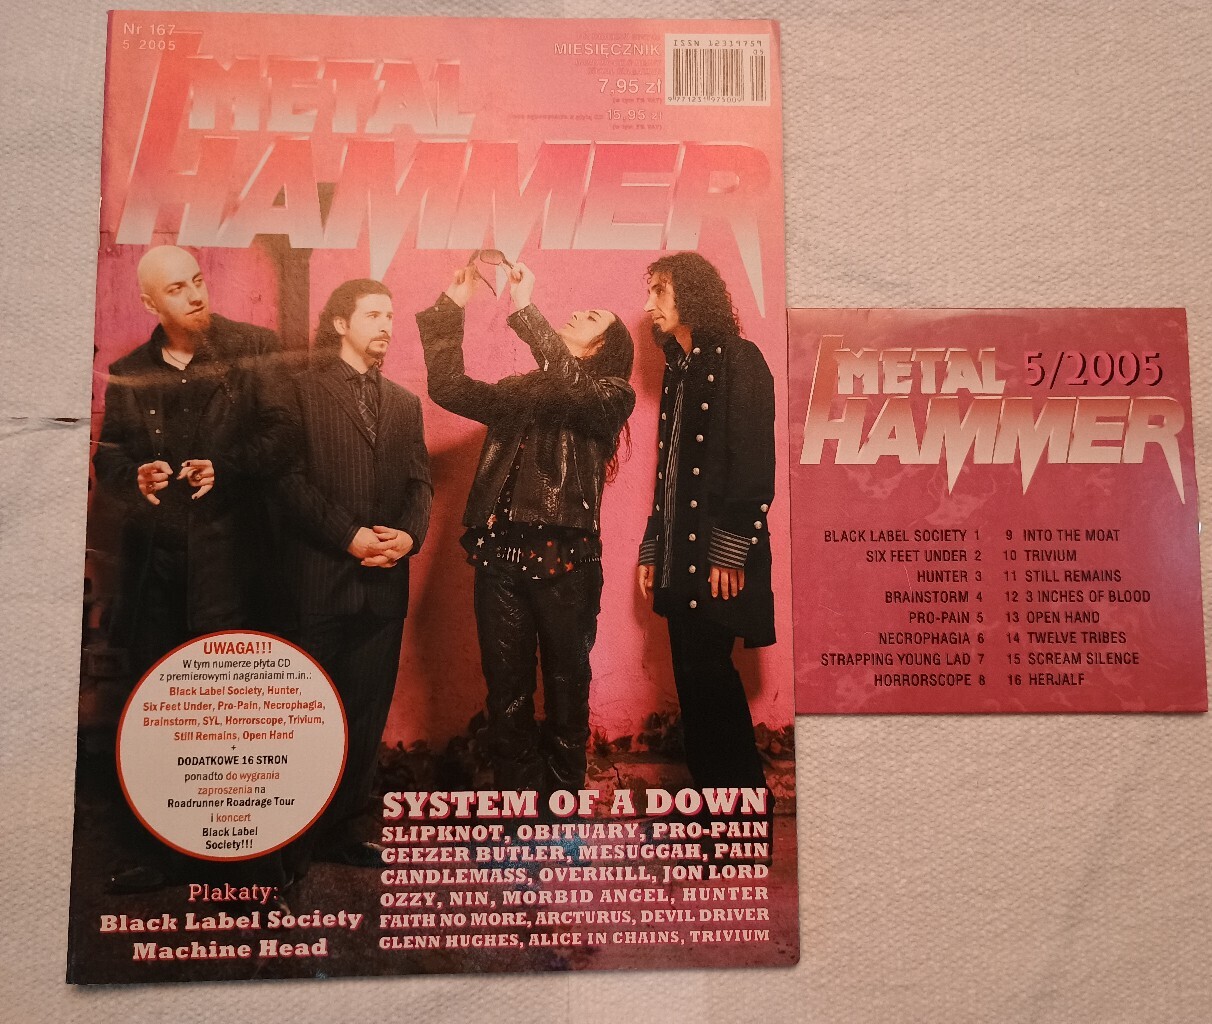 Nr 167
5 2005
METAL
HAMMER
MIESIĘCZNIK
7,95 zł
15,95 zł
ISSN 12319759
05
9 771231 975009
UWAGA!!!
W tym numerze płyta CD
z premierowymi nagraniami m.in.:
Black Label Society, Hunter,
Six Feet Under, Pro-Pain, Necrophagia,
Brainstorm, SYL, Horrorscope, Trivium,
Still Remains, Open Hand
+
DODATKOWE 16 STRON
ponadto do wygrania
zaproszenia na
Roadrunner Roadrage Tour
i koncert
Black Label
Society!!!
Plakaty:
Black Label Society
Machine Head
SYSTEM OF A DOWN
SLIPKNOT, OBITUARY, PRO-PAIN
GEEZER BUTLER, MESUGGAH, PAIN
CANDLEMASS, OVERKILL, JON LORD
OZZY, NIN, MORBID ANGEL, HUNTER
FAITH NO MORE, ARCTURUS, DEVIL DRIVER
GLENN HUGHES, ALICE IN CHAINS, TRIVIUM
METAL 5/2005
HAMMER
BLACK LABEL SOCIETY 1
SIX FEET UNDER 2
HUNTER 3
BRAINSTORM 4
PRO-PAIN 5
NECROPHAGIA 6
STRAPPING YOUNG LAD 7
HORRORSCOPE 8
9 INTO THE MOAT
10 TRIVIUM
11 STILL REMAINS
12 3 INCHES OF BLOOD
13 OPEN HAND
14 TWELVE TRIBES
15 SCREAM SILENCE
16 HERJALF